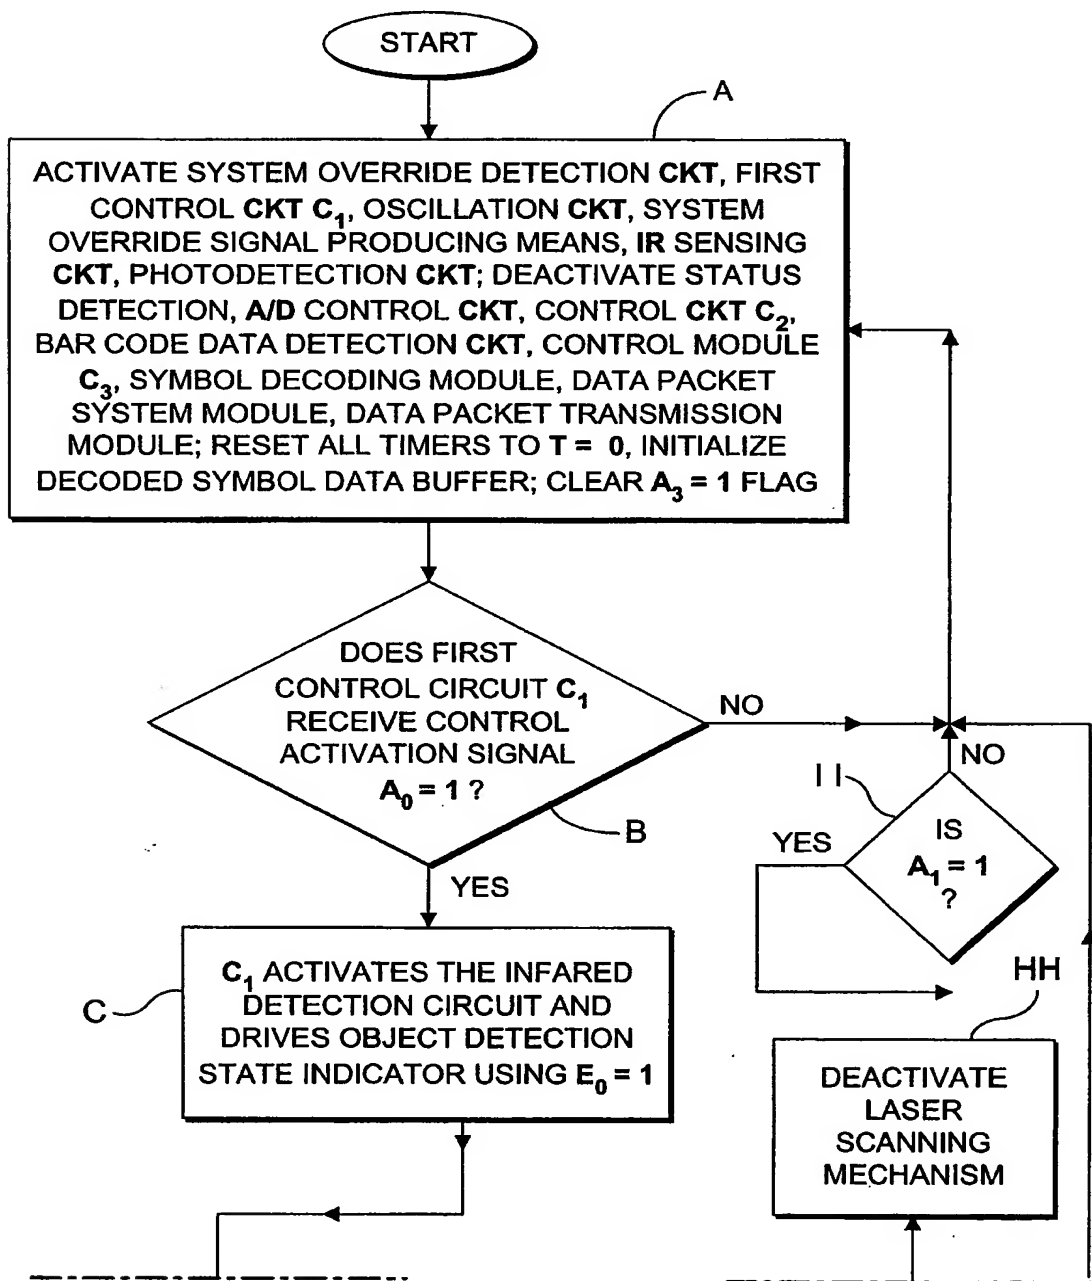 START
A
ACTIVATE SYSTEM OVERRIDE DETECTION CKT, FIRST
CONTROL CKT C1, OSCILLATION CKT, SYSTEM
OVERRIDE SIGNAL PRODUCING MEANS, IR SENSING
CKT, PHOTODETECTION CKT; DEACTIVATE STATUS
DETECTION, A/D CONTROL CKT, CONTROL CKT C2,
BAR CODE DATA DETECTION CKT, CONTROL MODULE
C3, SYMBOL DECODING MODULE, DATA PACKET
SYSTEM MODULE, DATA PACKET TRANSMISSION
MODULE; RESET ALL TIMERS TO T = 0, INITIALIZE
DECODED SYMBOL DATA BUFFER; CLEAR A3 = 1 FLAG
DOES FIRST
CONTROL CIRCUIT C1
RECEIVE CONTROL
ACTIVATION SIGNAL
A0 = 1 ?
NO
B
YES
II
NO
YES
IS
A1 = 1
?
C
C1 ACTIVATES THE INFARED
DETECTION CIRCUIT AND
DRIVES OBJECT DETECTION
STATE INDICATOR USING E0 = 1
HH
DEACTIVATE
LASER
SCANNING
MECHANISM